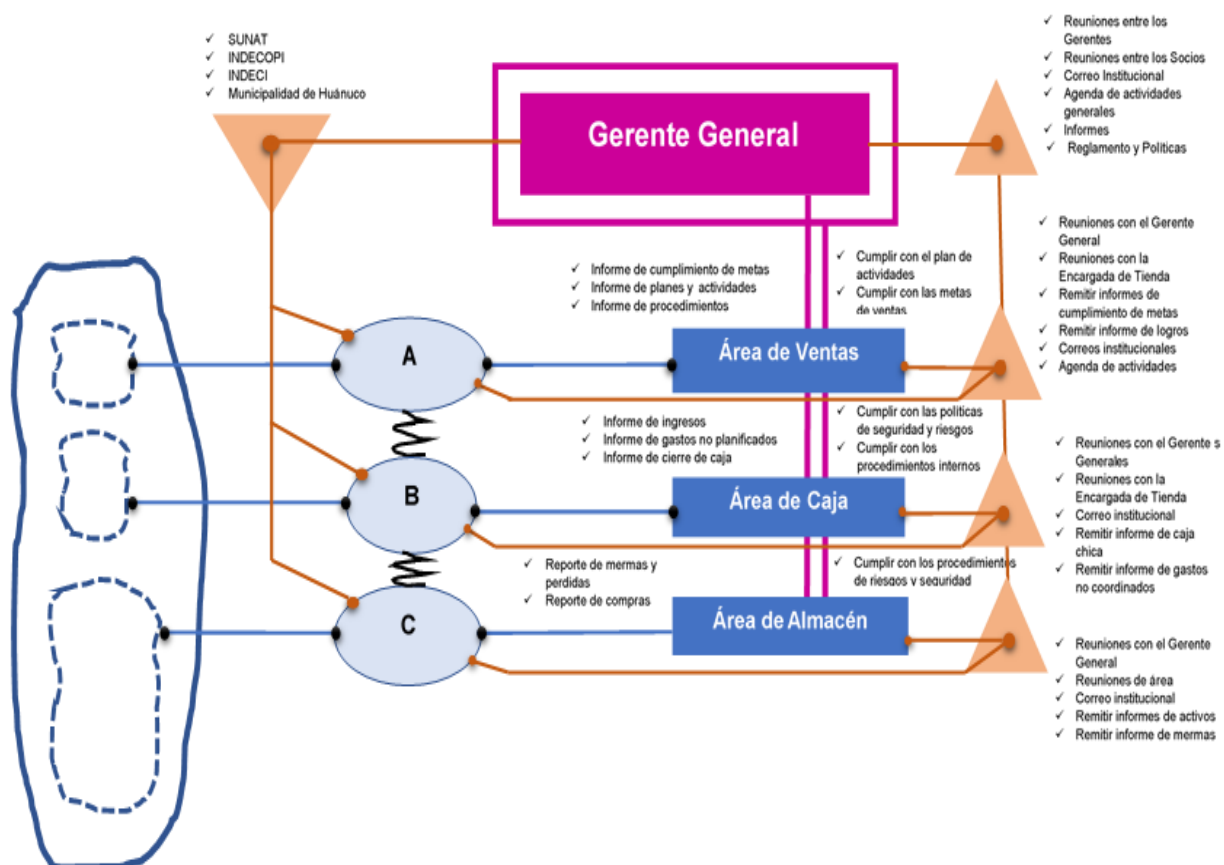 ✓ SUNAT
✓ INDECOPI
✓ INDECI
✓ Municipalidad de Huánuco
Gerente General
✓ Reuniones entre los
Gerentes
✓ Reuniones entre los Socios
✓ Correo Institucional
✓ Agenda de actividades
generales
✓ Informes
✓ Reglamento y Políticas
✓ Informe de cumplimiento de metas
✓ Informe de planes y actividades
✓ Informe de procedimientos
✓ Cumplir con el plan de
actividades
✓ Cumplir con las metas
de ventas
✓ Reuniones con el Gerente
General
✓ Reuniones con la
Encargada de Tienda
✓ Remitir informes de
cumplimiento de metas
✓ Remitir informe de logros
✓ Correos institucionales
✓ Agenda de actividades
A
Área de Ventas
✓ Informe de ingresos
✓ Informe de gastos no planificados
✓ Informe de cierre de caja
✓ Cumplir con las políticas
de seguridad y riesgos
✓ Cumplir con los
procedimientos internos
✓ Reuniones con el Gerente s
Generales
✓ Reuniones con la
Encargada de Tienda
✓ Correo institucional
✓ Remitir informe de caja
chica
✓ Remitir informe de gastos
no coordinados
B
Área de Caja
✓ Reporte de mermas y
perdidas
✓ Reporte de compras
✓ Cumplir con los procedimientos
de riesgos y seguridad
C
Área de Almacén
✓ Reuniones con el Gerente
General
✓ Reuniones de área
✓ Correo institucional
✓ Remitir informes de activos
✓ Remitir informe de mermas